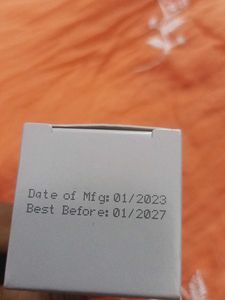 Date of Mfg: 01/2023
Best Before: 01/2027